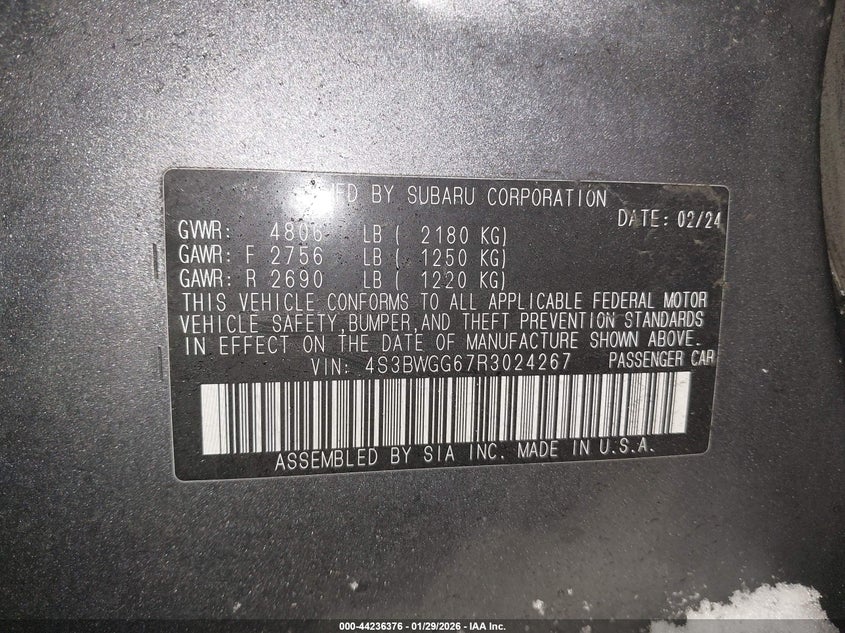 BY SUBARU CORPORATION
DATE: 02/24
GVWR: 4806 LB ( 2180 KG)
GAWR: F 2756 LB ( 1250 KG)
GAWR: R 2690 LB ( 1220 KG)
THIS VEHICLE CONFORMS TO ALL APPLICABLE FEDERAL MOTOR
VEHICLE SAFETY,BUMPER,AND THEFT PREVENTION STANDARDS
IN EFFECT ON THE DATE OF MANUFACTURE SHOWN ABOVE.
VIN: 4S3BWGG67R3024267 PASSENGER CAR
ASSEMBLED BY SIA INC. MADE IN U.S.A.
000-44236376 - 01/29/2026 - IAA Inc.